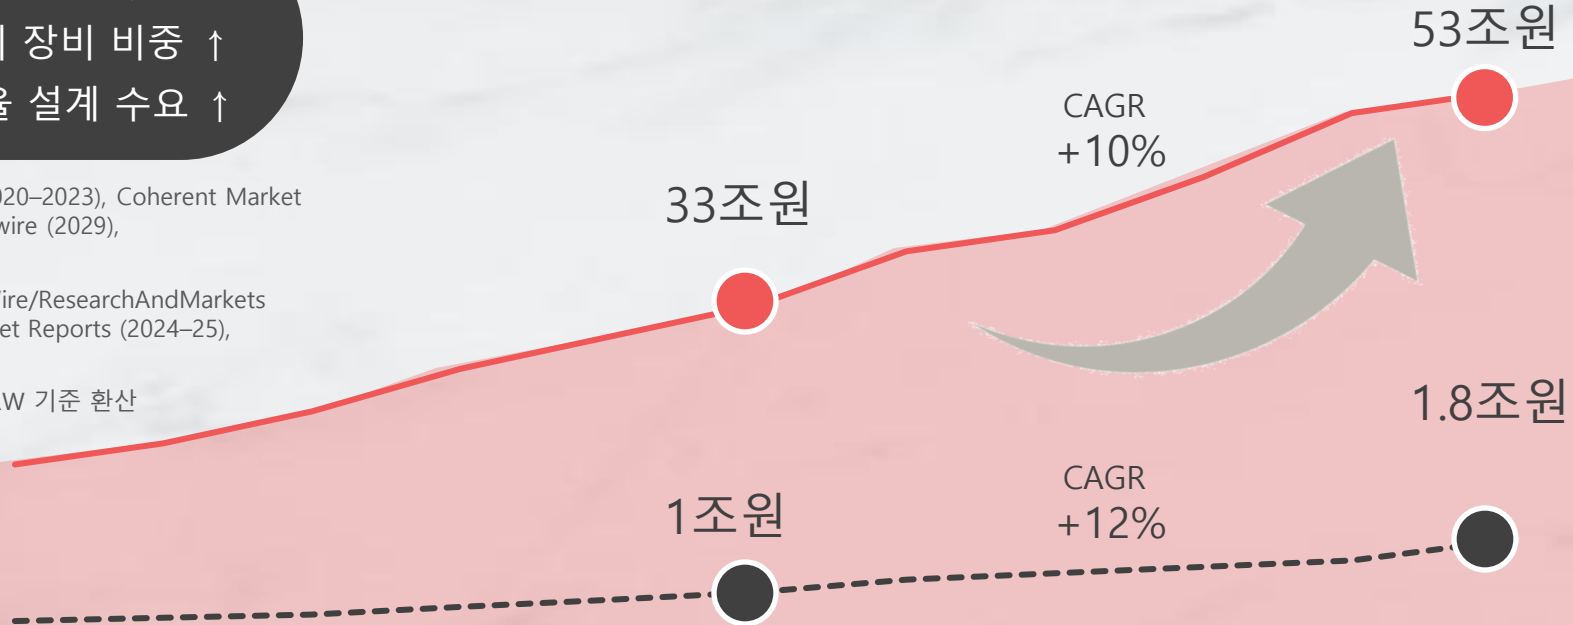 장비 비중 ↑
설계 수요 ↑
020–2023), Coherent Market
wire (2029),
Vire/ResearchAndMarkets
et Reports (2024–25),
W 기준 환산
33조원
CAGR
+10%
53조원
1조원
CAGR
+12%
1.8조원